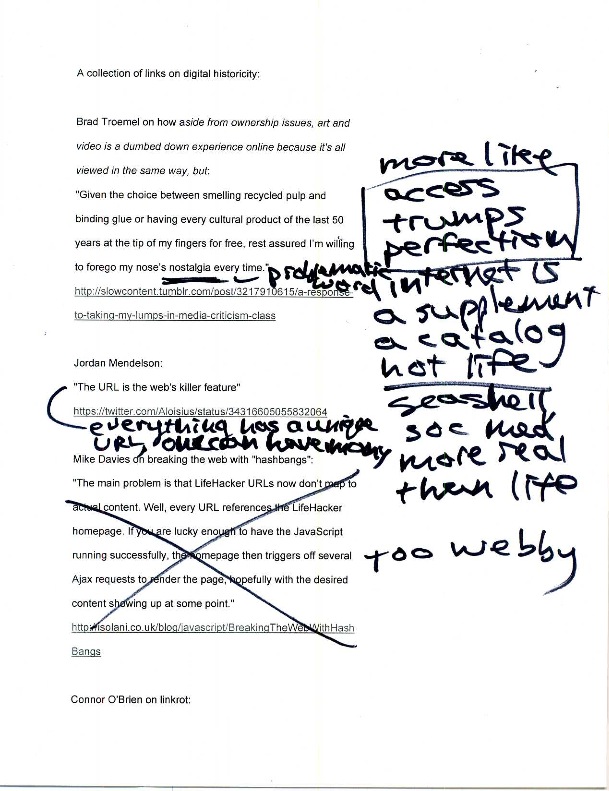 A collection of links on digital historicity:
Brad Troemel on how aside from ownership issues, art and
video is a dumbed down experience online because it's all
viewed in the same way, but:
"Given the choice between smelling recycled pulp and
binding glue or having every cultural product of the last 50
years at the tip of my fingers for free, rest assured I'm willing
to forego my nose's nostalgia every time."
problematic
word
http://slowcontent.tumblr.com/post/3217910615/a-response-
to-taking-my-lumps-in-media-criticism-class
more like
access
trumps
perfection
internet is
a supplement
a catalog
not life
seashell
soc med
more real
than life
Jordan Mendelson:
"The URL is the web's killer feature"
https://twitter.com/Aloisius/status/34316605055832064
everything has a unique
URL, one can have many
Mike Davies on breaking the web with "hashbangs":
"The main problem is that LifeHacker URLs now don't map to
actual content. Well, every URL references the LifeHacker
homepage. If you are lucky enough to have the JavaScript
running successfully, the homepage then triggers off several
Ajax requests to render the page, hopefully with the desired
content showing up at some point."
http://isolani.co.uk/blog/javascript/BreakingTheWebWithHash
Bangs
too webby
Connor O'Brien on linkrot: